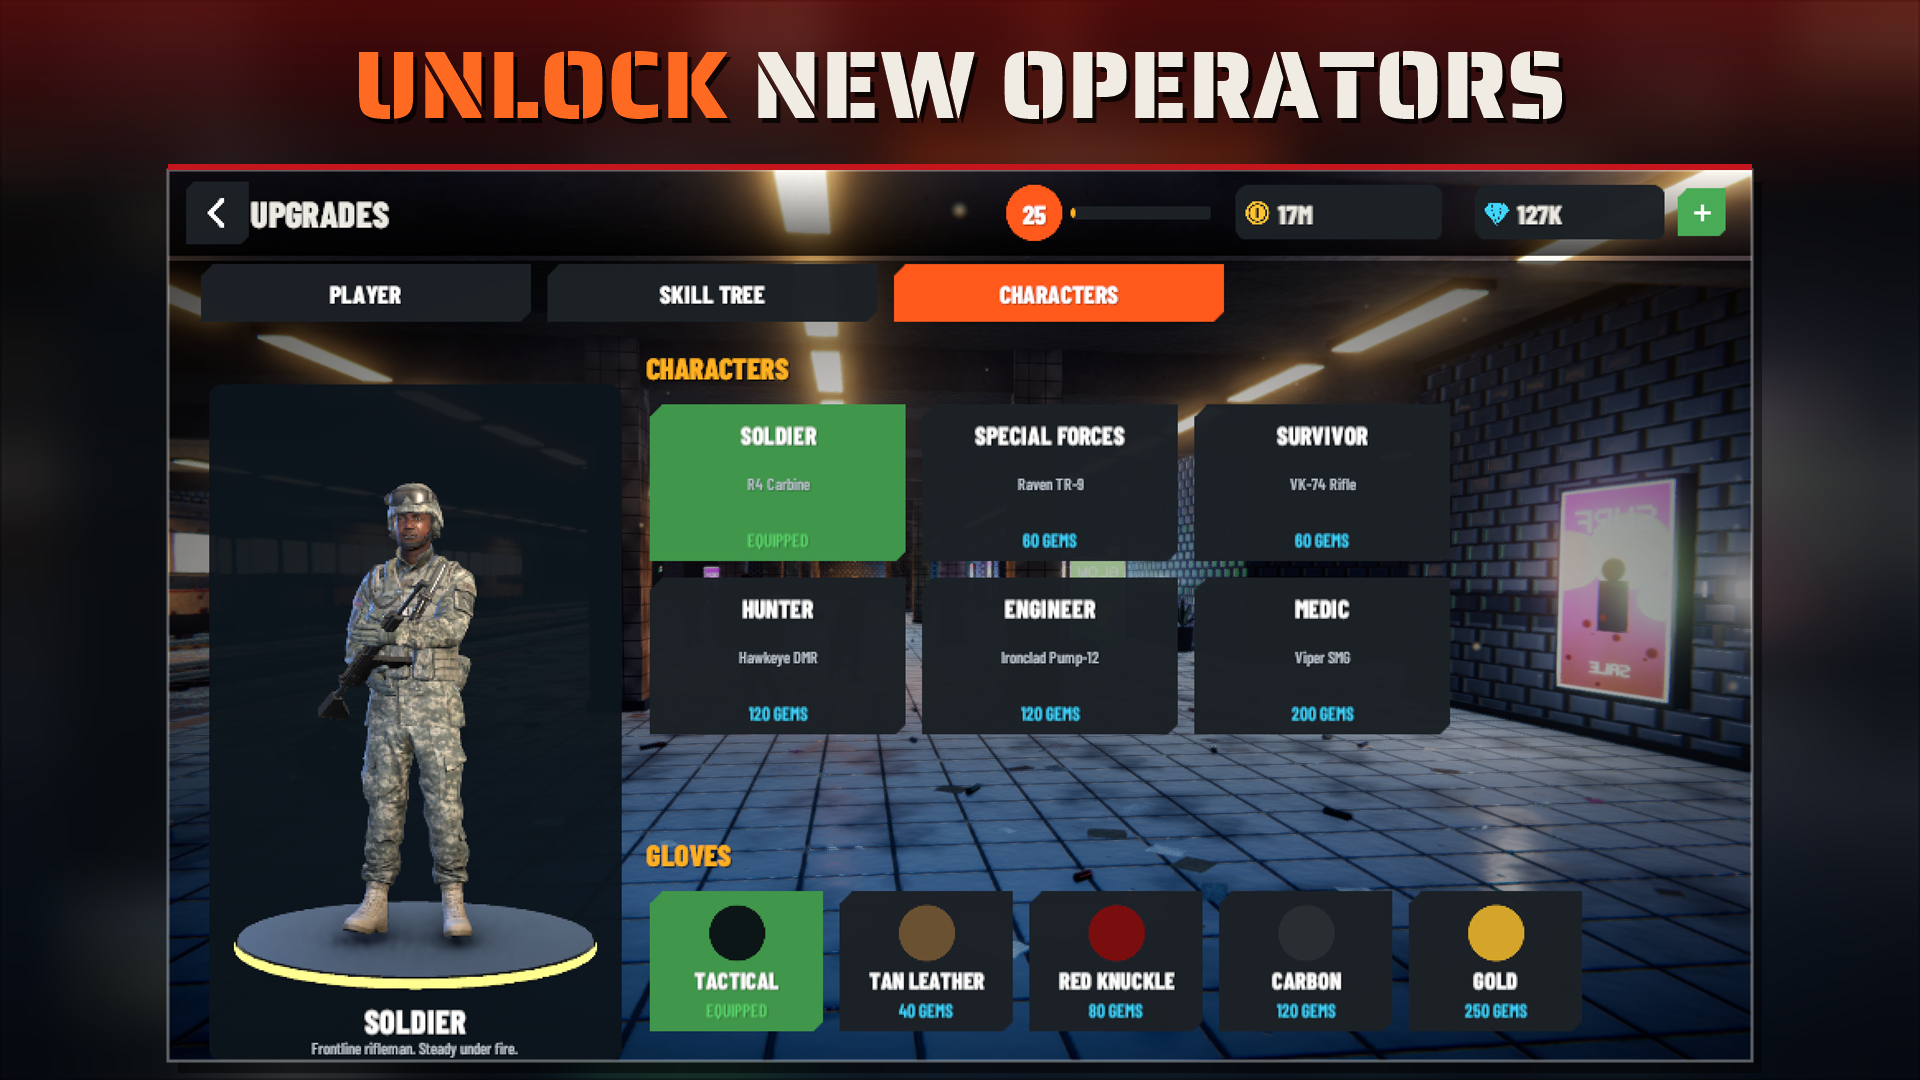 UNLOCK NEW OPERATORS
UPGRADES
25
17M
127K
+
PLAYER
SKILL TREE
CHARACTERS
CHARACTERS
SOLDIER
R4 Carbine
EQUIPPED
SPECIAL FORCES
Raven TR-9
60 GEMS
SURVIVOR
VK-74 Rifle
60 GEMS
HUNTER
Hawkeye DMR
120 GEMS
ENGINEER
Ironclad Pump-12
120 GEMS
MEDIC
Viper SMG
200 GEMS
SURF
SALE
GLOVES
TACTICAL
EQUIPPED
TAN LEATHER
40 GEMS
RED KNUCKLE
80 GEMS
CARBON
120 GEMS
GOLD
250 GEMS
SOLDIER
Frontline rifleman. Steady under fire.